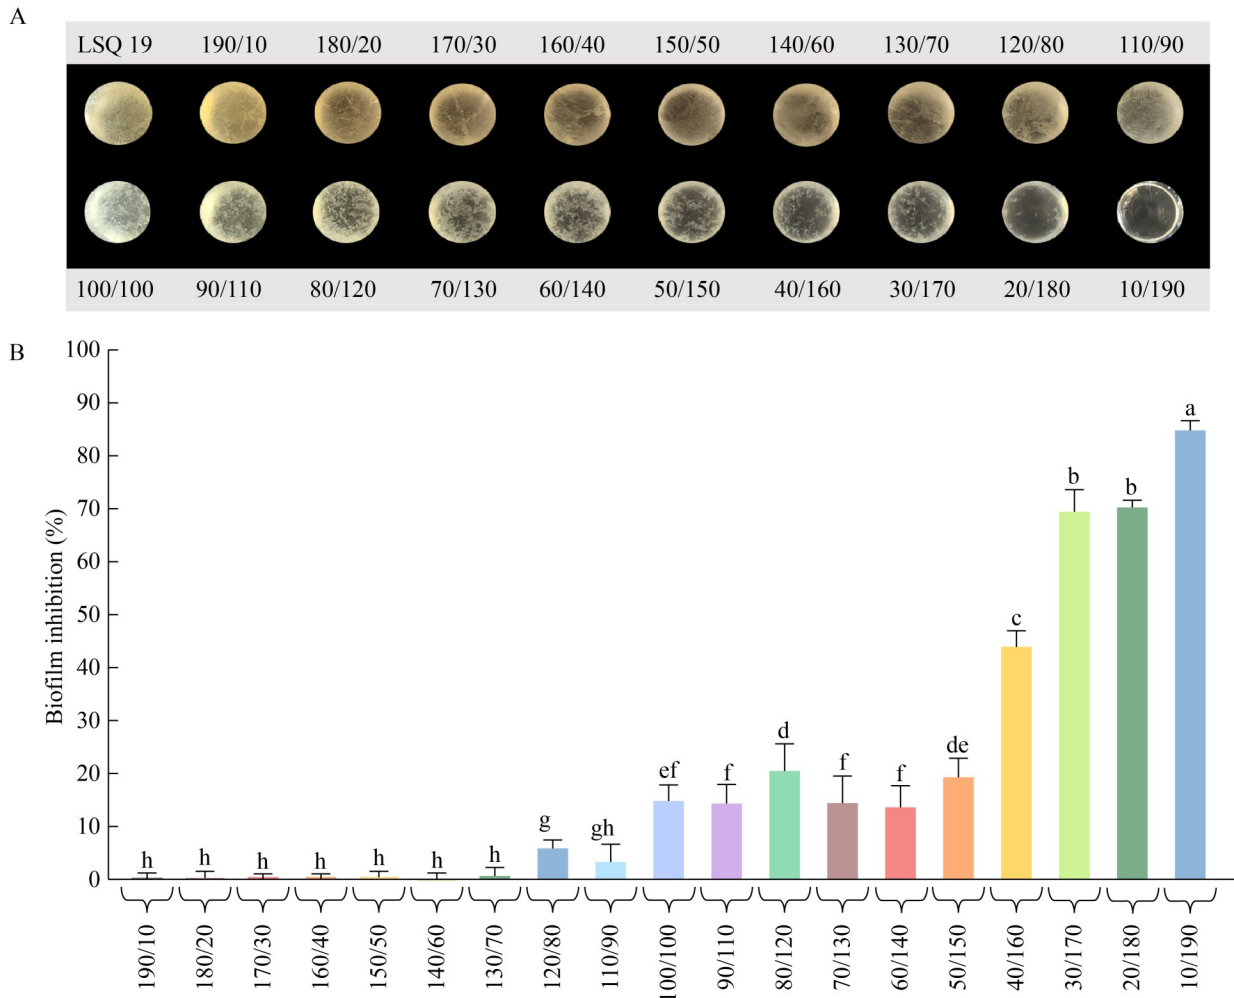 A
LSQ 19 190/10 180/20 170/30 160/40 150/50 140/60 130/70 120/80 110/90
100/100 90/110 80/120 70/130 60/140 50/150 40/160 30/170 20/180 10/190
B
Biofilm inhibition (%)
100
90
80
70
60
50
40
30
20
10
0
h h h h h h h g gh ef f d f f de c b b a
190/10 180/20 170/30 160/40 150/50 140/60 130/70 120/80 110/90 100/100 90/110 80/120 70/130 60/140 50/150 40/160 30/170 20/180 10/190